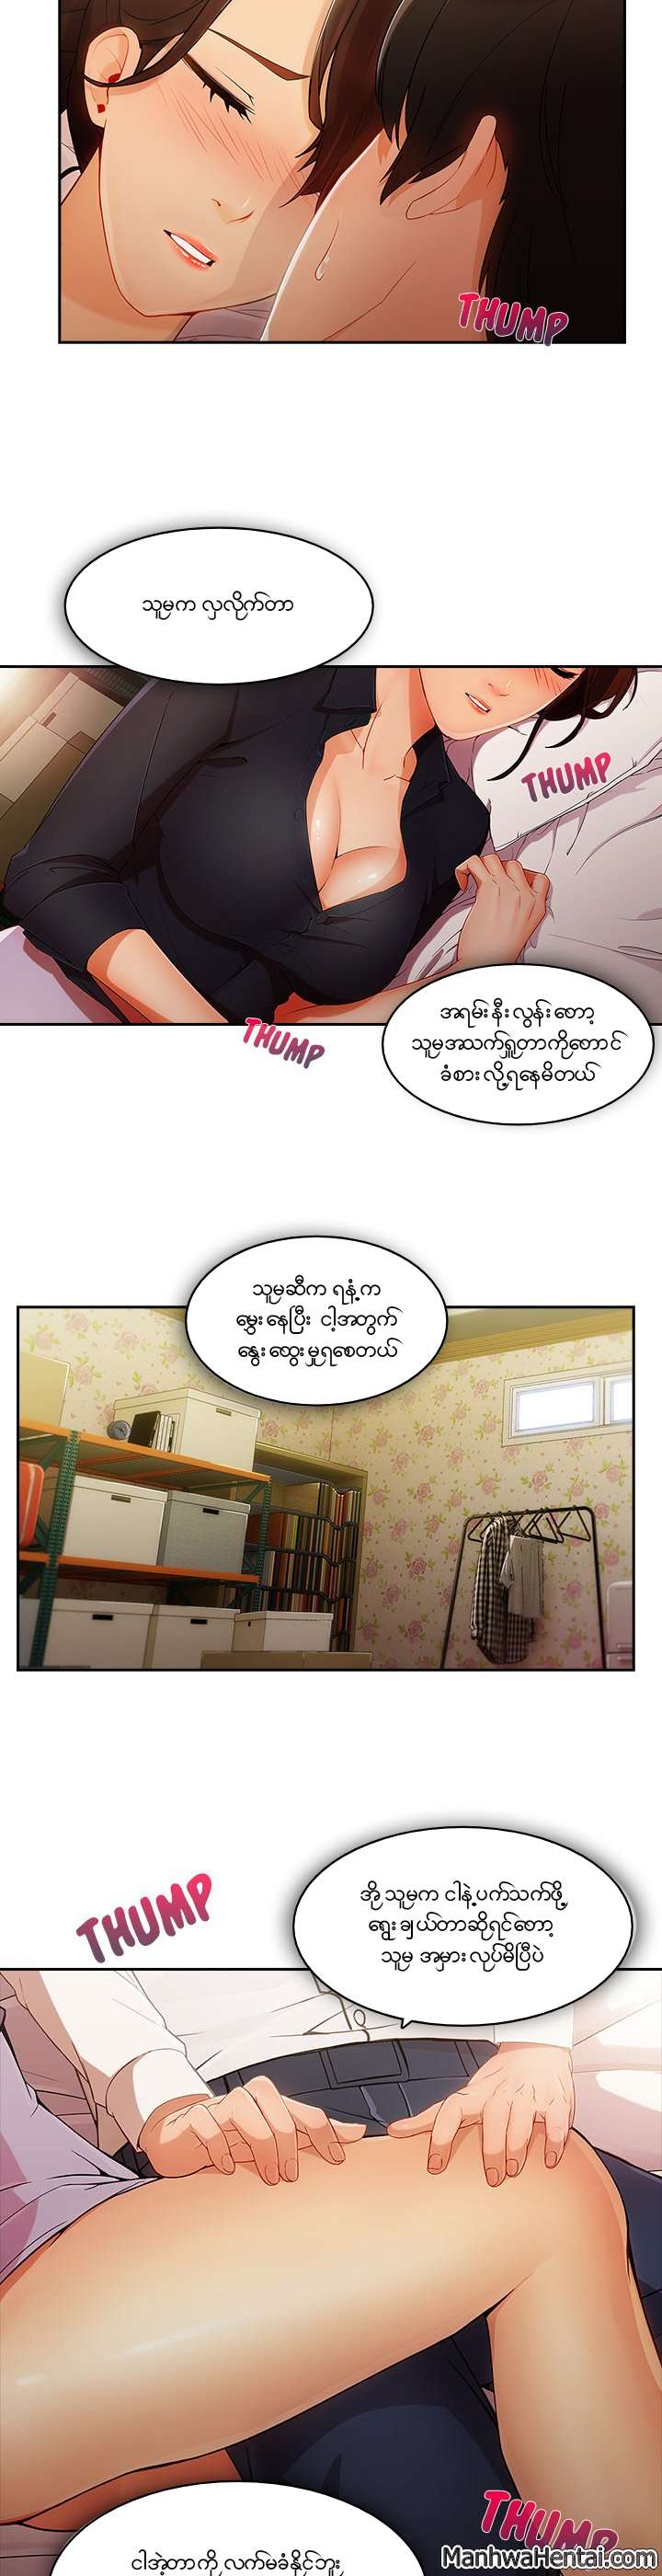 THUMP
သူမက လှလိုက်တာ
THUMP
အရမ်းနီးလွန်းတော့
သူမအသက်ရှူတာကိုတောင်
ခံစားလို့ရနေမိတယ်
THUMP
သူမဆီက ရနံ့က
မွှေးနေပြီး ငါ့အတွက်
နွေးထွေးမှုရစေတယ်
THUMP
အို သူမက ငါနဲ့ပက်သက်ဖို့
ရွေးချယ်တာဆိုရင်တော့
သူမ အမှားလုပ်မိပြီပဲ
THUMP
ငါအဲ့တာကို လက်မခံနိုင်ဘူး
ManhwaHentai.com